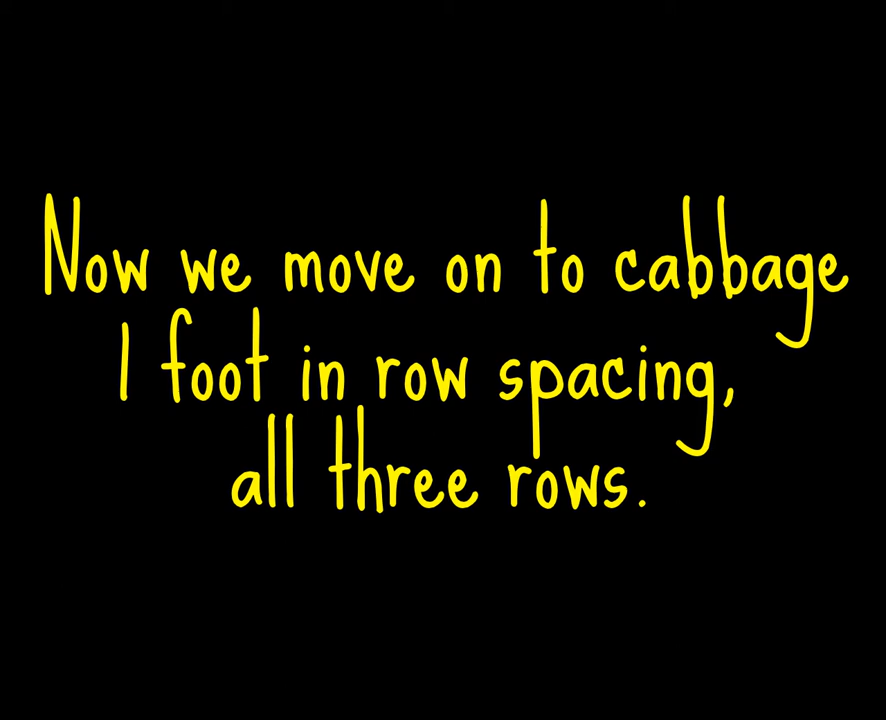 Now we move on to cabbage
1 foot in row spacing,
all three rows.